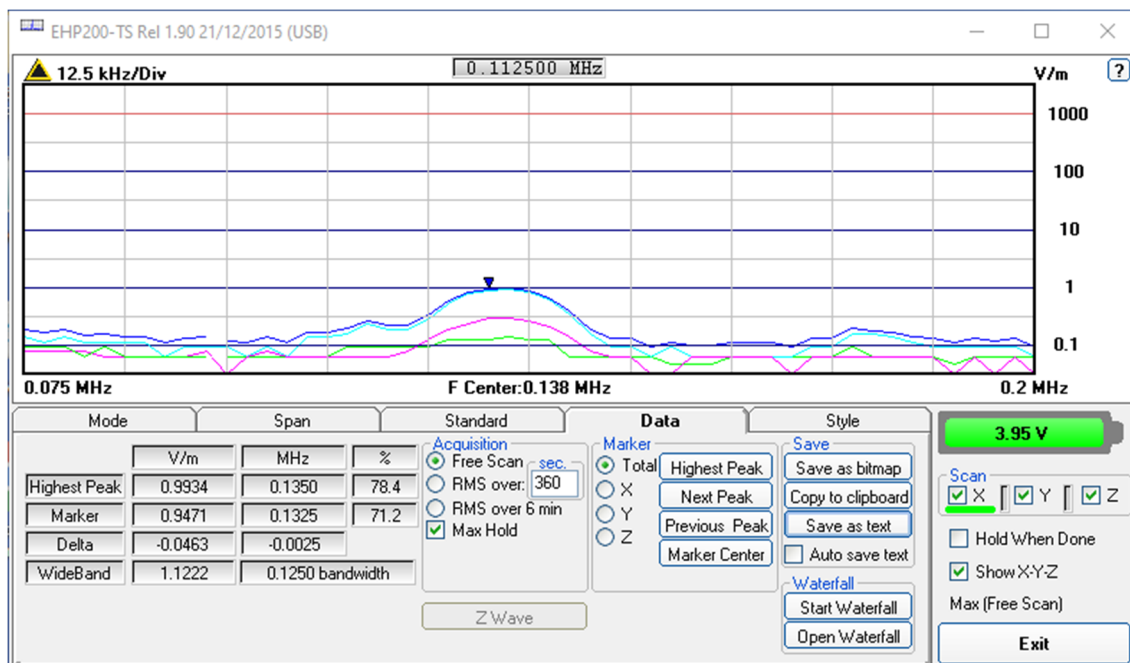 EHP200-TS Rel 1.90 21/12/2015 (USB)
12.5 kHz/Div 0.112500 MHz V/m ?
1000
100
10
1
0.1
0.075 MHz F Center:0.138 MHz 0.2 MHz
Mode Span Standard Data Style
3.95 V
V/m MHz %
Highest Peak 0.9934 0.1350 78.4
Marker 0.9471 0.1325 71.2
Delta -0.0463 -0.0025
WideBand 1.1222 0.1250 bandwidth
Acquisition
Free Scan sec.
RMS over: 360
RMS over 6 min
Max Hold
Z Wave
Marker
Total Highest Peak
X Next Peak
Y Previous Peak
Z Marker Center
Save
Save as bitmap
Copy to clipboard
Save as text
Auto save text
Waterfall
Start Waterfall
Open Waterfall
Scan
X Y Z
Hold When Done
Show X-Y-Z
Max (Free Scan)
Exit